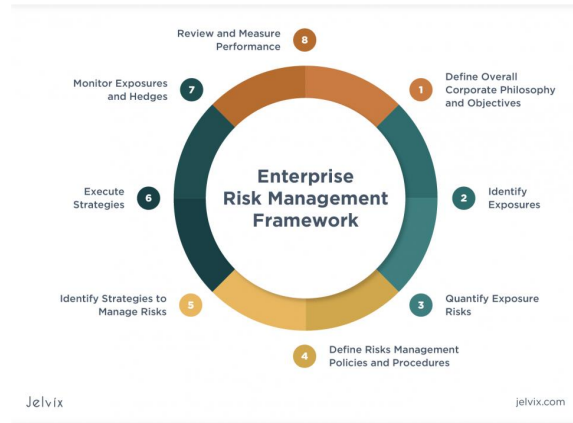 Review and Measure
Performance
8
Monitor Exposures
and Hedges
7
1
Define Overall
Corporate Philosophy
and Objectives
Enterprise
Risk Management
Framework
Execute
Strategies
6
2
Identify
Exposures
Identify Strategies to
Manage Risks
5
3
Quantify Exposure
Risks
4
Define Risks Management
Policies and Procedures
Jelvix
jelvix.com